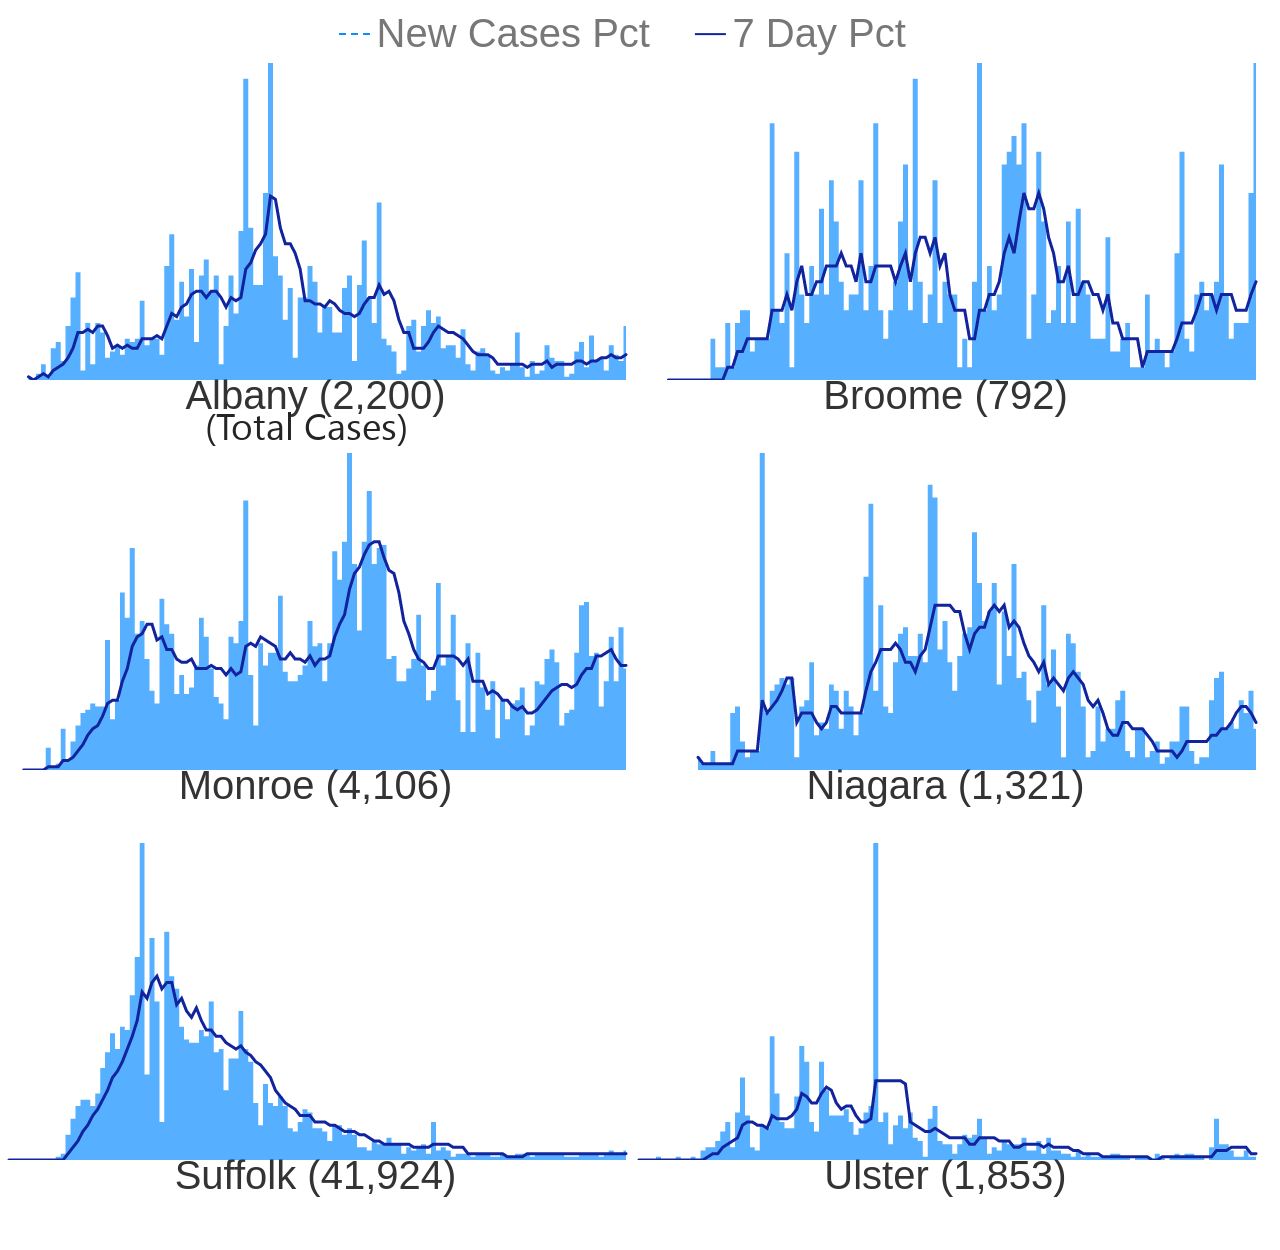 New Cases Pct 7 Day Pct
Albany (2,200) Broome (792)
(Total Cases)
Monroe (4,106) Niagara (1,321)
Suffolk (41,924) Ulster (1,853)